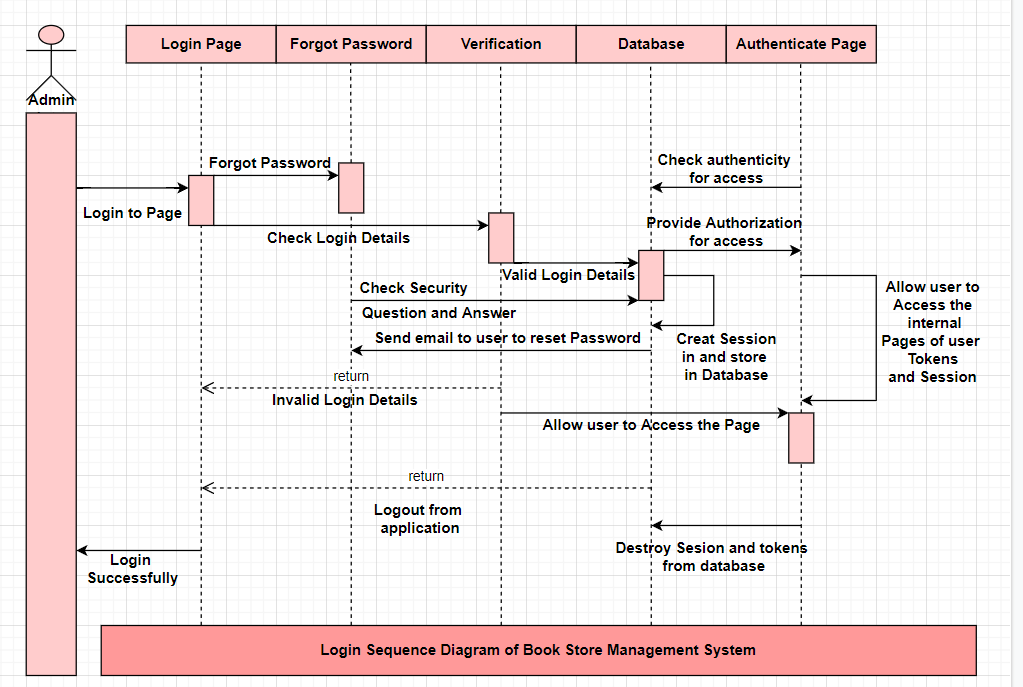 Login Page
Forgot Password
Verification
Database
Authenticate Page
Admin
Forgot Password
Check authenticity
for access
Login to Page
Provide Authorization
for access
Check Login Details
Valid Login Details
Check Security
Question and Answer
Allow user to
Access the
internal
Pages of user
Tokens
and Session
Send email to user to reset Password
Creat Session
in and store
in Database
return
Invalid Login Details
Allow user to Access the Page
return
Logout from
application
Destroy Sesion and tokens
from database
Login
Successfully
Login Sequence Diagram of Book Store Management System